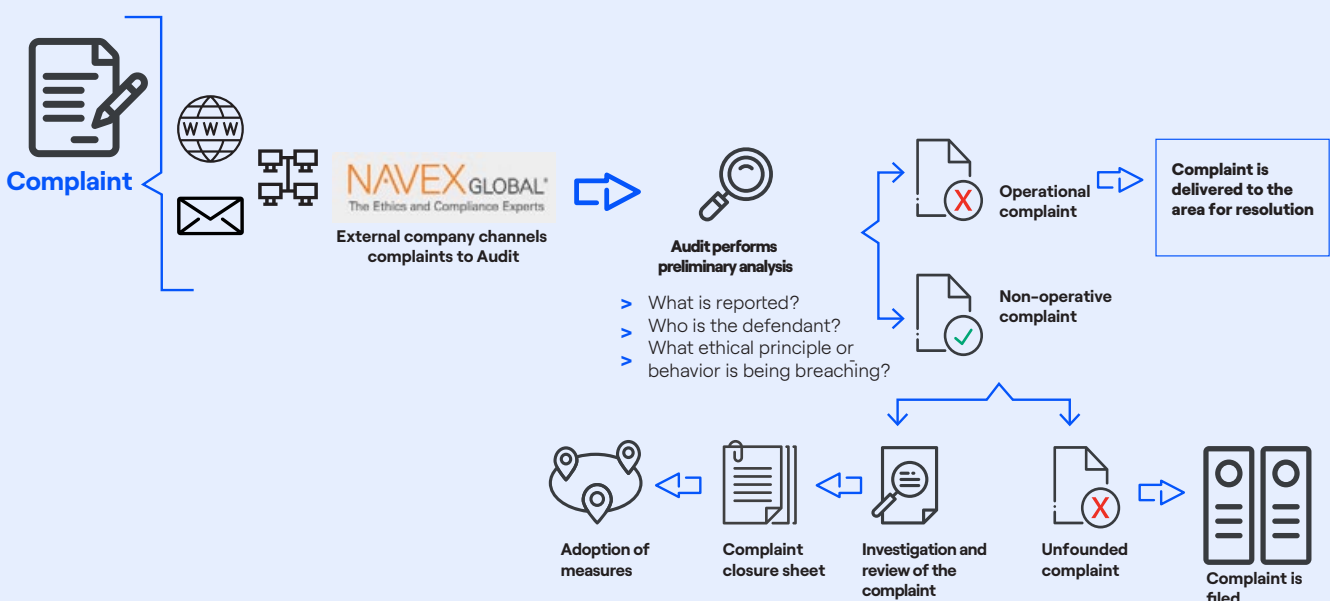 Complaint
WWW
NAVEX GLOBAL®
The Ethics and Compliance Experts
External company channels
complaints to Audit
Audit performs
preliminary analysis
> What is reported?
> Who is the defendant?
> What ethical principle or
behavior is being breaching?
Operational
complaint
Complaint is
delivered to the
area for resolution
Non-operative
complaint
Adoption of
measures
Complaint
closure sheet
Investigation and
review of the
complaint
Unfounded
complaint
Complaint is
filed